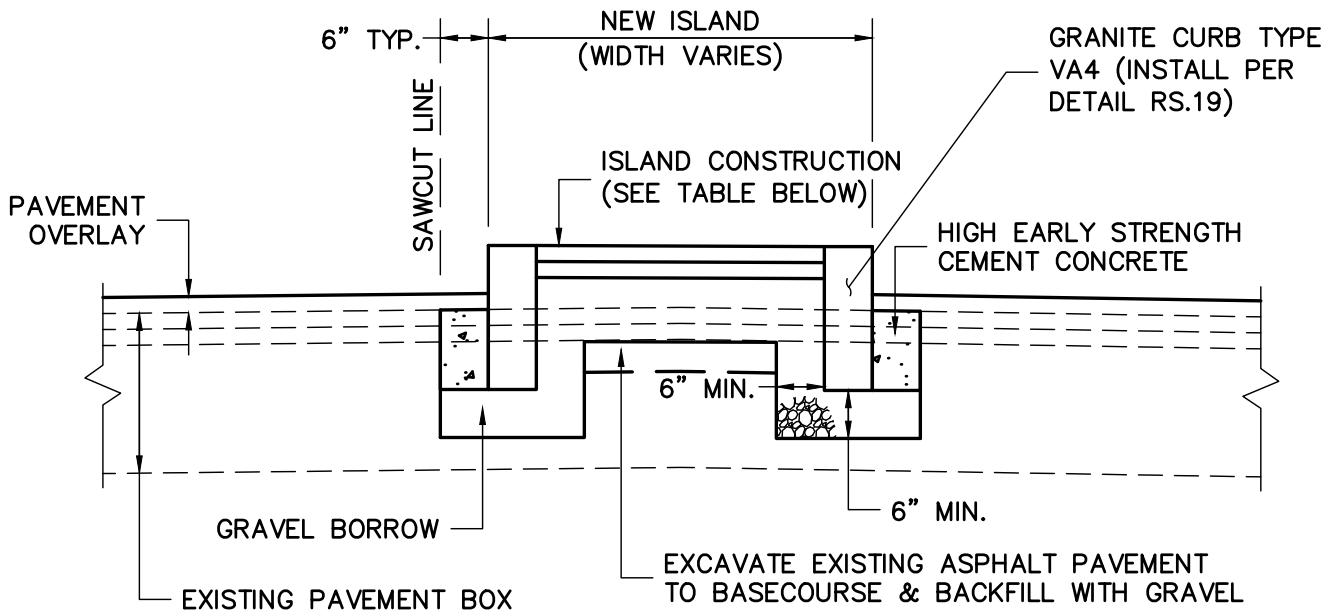 6" TYP.
NEW ISLAND
(WIDTH VARIES)
GRANITE CURB TYPE
VA4 (INSTALL PER
DETAIL RS.19)
SAWCUT LINE
ISLAND CONSTRUCTION
(SEE TABLE BELOW)
PAVEMENT
OVERLAY
HIGH EARLY STRENGTH
CEMENT CONCRETE
6" MIN.
6" MIN.
GRAVEL BORROW
EXCAVATE EXISTING ASPHALT PAVEMENT
TO BASECOURSE & BACKFILL WITH GRAVEL
EXISTING PAVEMENT BOX